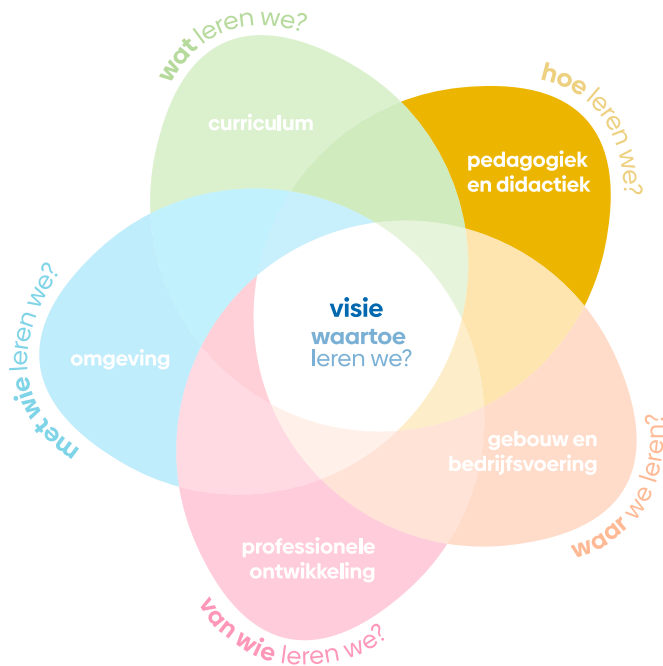 wat leren we?
curriculum
hoe leren we?
pedagogiek
en didactiek
visie
waartoe
leren we?
met wie leren we?
omgeving
gebouw en
bedrijfsvoering
waar we leren?
professionele
ontwikkeling
van wie leren we?